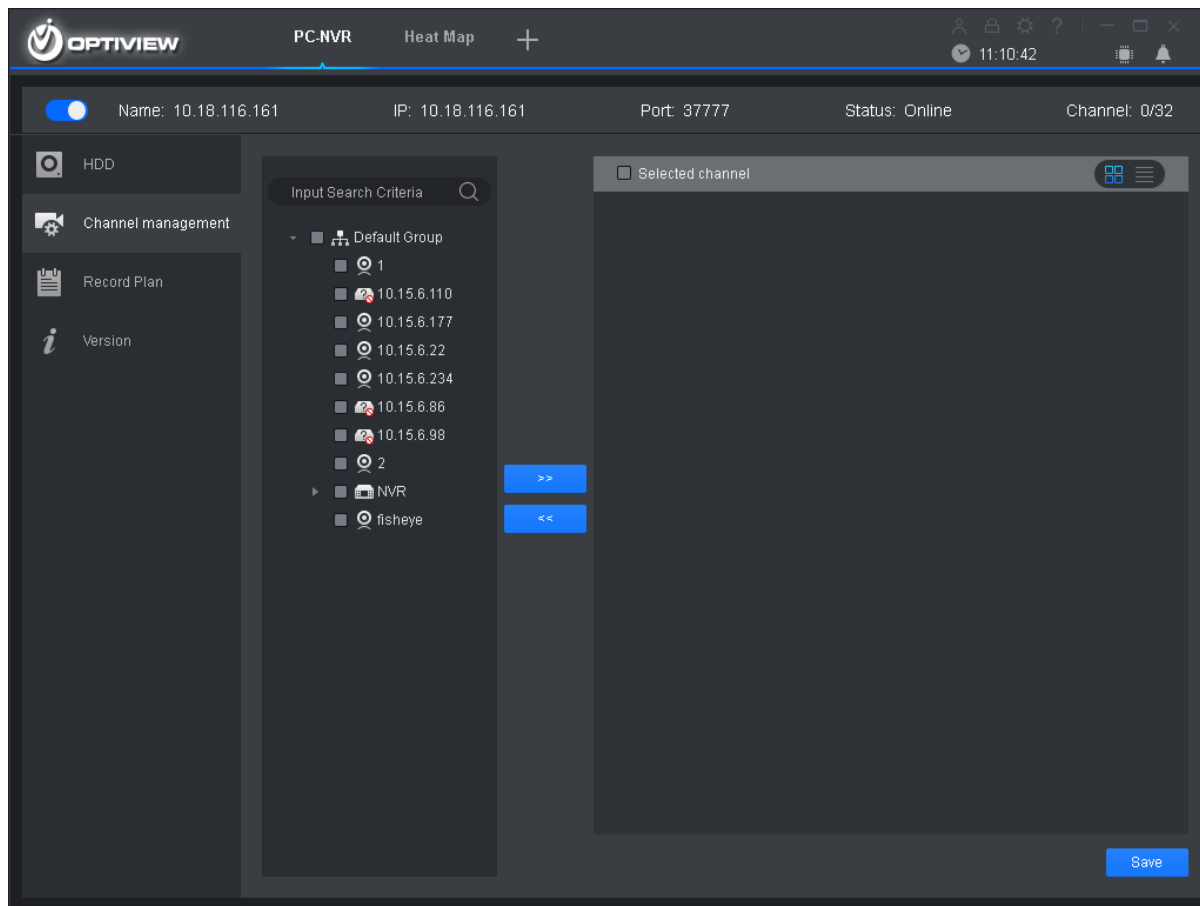 OPTIVIEW PC-NVR Heat Map
11:10:42
Name: 10.18.116.161 IP: 10.18.116.161 Port: 37777 Status: Online Channel: 0/32
HDD
Channel management
Record Plan
Version
Input Search Criteria
Default Group
1
10.15.6.110
10.15.6.177
10.15.6.22
10.15.6.234
10.15.6.86
10.15.6.98
2
NVR
fisheye
>>
<<
Selected channel
Save